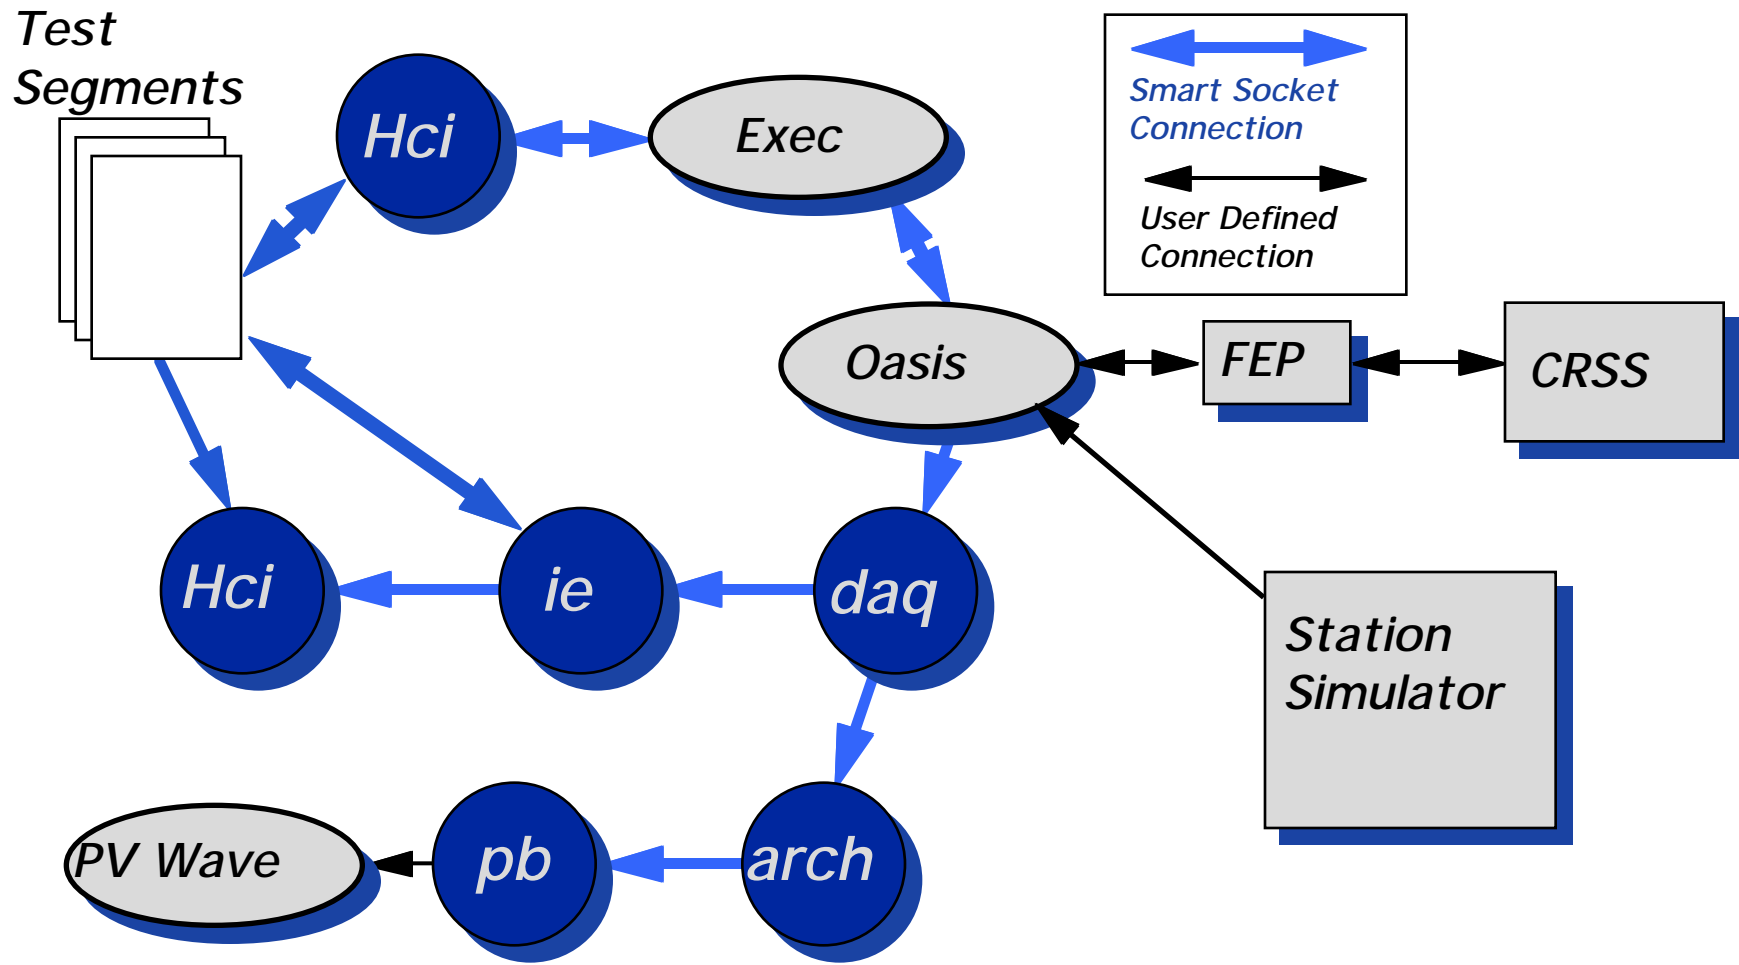 Test
Segments
Hci
Exec
Smart Socket
Connection
User Defined
Connection
Oasis
FEP
CRSS
Hci
ie
daq
Station
Simulator
PV Wave
pb
arch